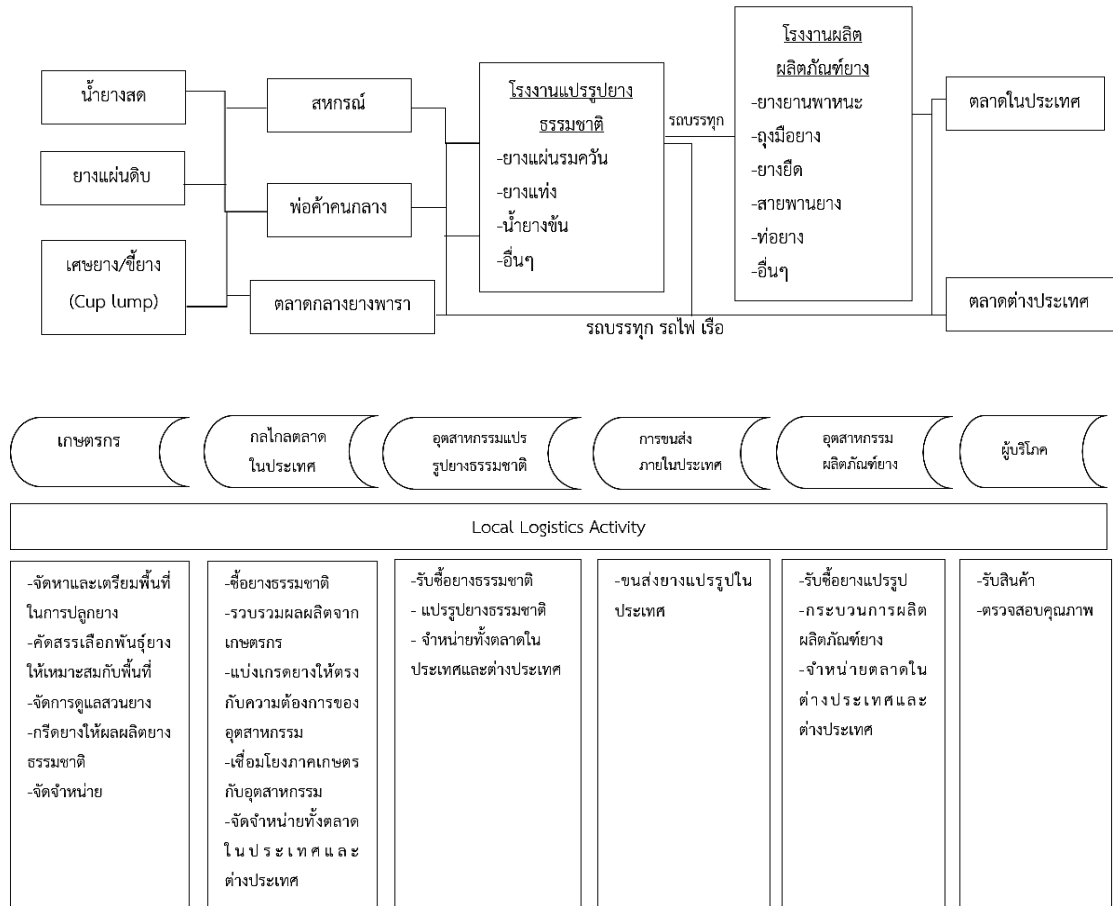 น้ำยางสด
ยางแผ่นดิบ
เศษยาง/ขี้ยาง
(Cup lump)
สหกรณ์
พ่อค้าคนกลาง
ตลาดกลางยางพารา
โรงงานแปรรูปยาง
ธรรมชาติ
-ยางแผ่นรมควัน
-ยางแท่ง
-น้ำยางข้น
-อื่นๆ
รถบรรทุก
โรงงานผลิต
ผลิตภัณฑ์ยาง
-ยางยานพาหนะ
-ถุงมือยาง
-ยางยืด
-สายพานยาง
-ท่อยาง
-อื่นๆ
ตลาดในประเทศ
ตลาดต่างประเทศ
รถบรรทุก รถไฟ เรือ
เกษตรกร
กลไกลตลาด
ในประเทศ
อุตสาหกรรมแปร
รูปยางธรรมชาติ
การขนส่ง
ภายในประเทศ
อุตสาหกรรม
ผลิตภัณฑ์ยาง
ผู้บริโภค
Local Logistics Activity
-จัดหาและเตรียมพื้นที่
ในการปลูกยาง
-คัดสรรเลือกพันธุ์ยาง
ให้เหมาะสมกับพื้นที่
-จัดการดูแลสวนยาง
-กรีดยางให้ผลผลิตยาง
ธรรมชาติ
-จัดจำหน่าย
-ซื้อยางธรรมชาติ
-รวบรวมผลผลิตจาก
เกษตรกร
-แบ่งเกรดยางให้ตรง
กับความต้องการของ
อุตสาหกรรม
-เชื่อมโยงภาคเกษตร
กับอุตสาหกรรม
-จัดจำหน่ายทั้งตลาด
ในประเทศและ
ต่างประเทศ
-รับซื้อยางธรรมชาติ
- แปรรูปยางธรรมชาติ
- จำหน่ายทั้งตลาดใน
ประเทศและต่างประเทศ
-ขนส่งยางแปรรูปใน
ประเทศ
-รับซื้อยางแปรรูป
-กระบวนการผลิต
ผลิตภัณฑ์ยาง
-จำหน่ายตลาดใน
ต่างประเทศและ
ต่างประเทศ
-รับสินค้า
-ตรวจสอบคุณภาพ